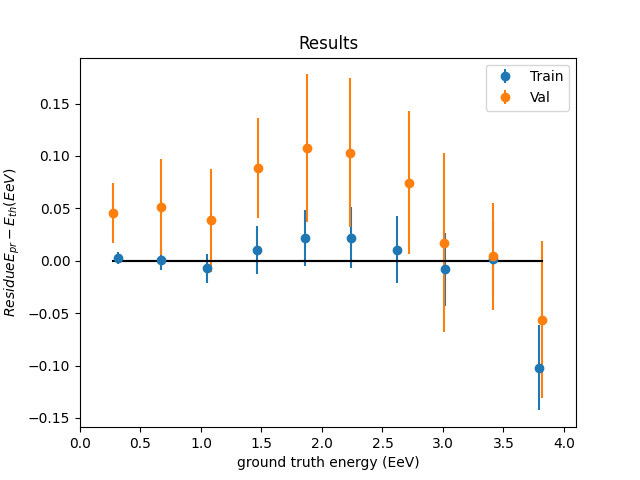 Results
Train
Val
0.15
0.10
0.05
0.00
−0.05
−0.10
−0.15
ResidueE_{pr} − E_{th}(EeV)
0.0 0.5 1.0 1.5 2.0 2.5 3.0 3.5 4.0
ground truth energy (EeV)